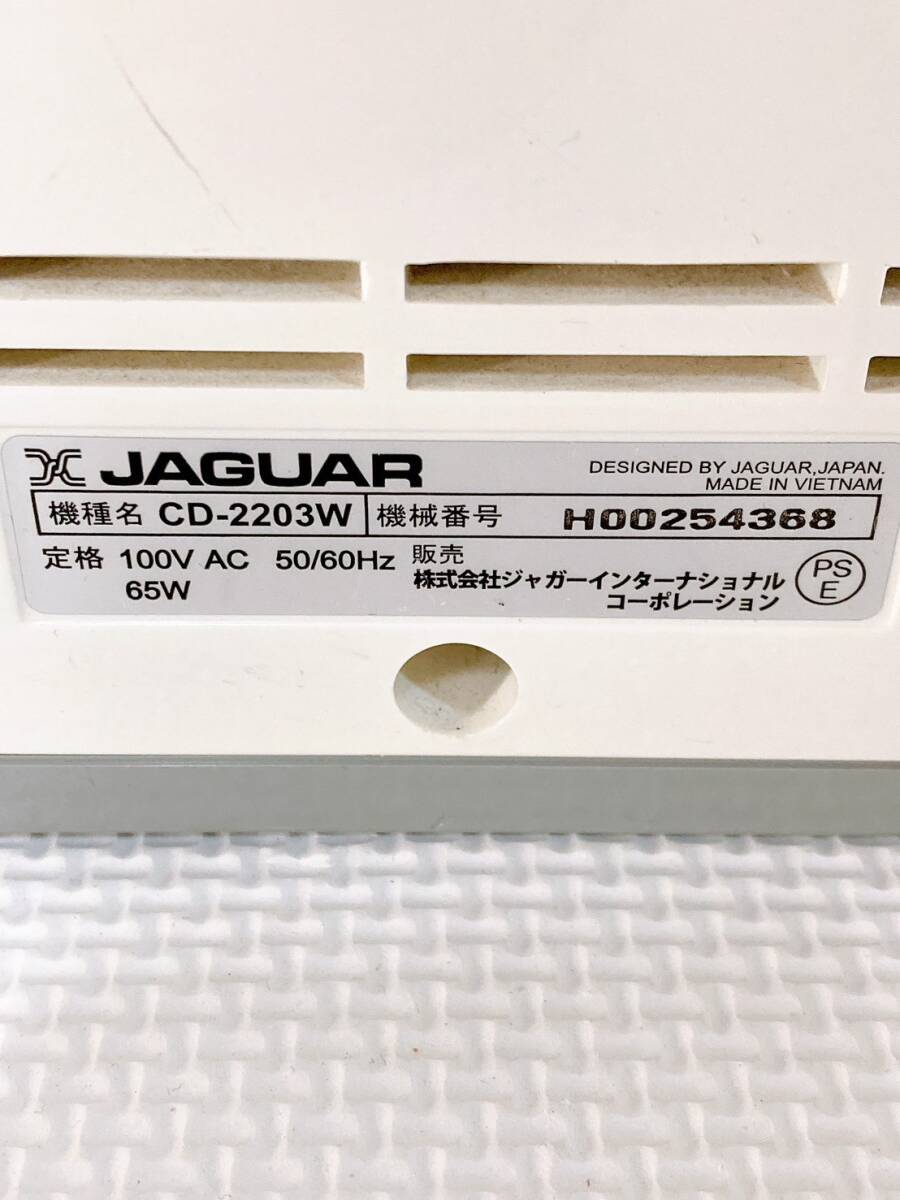 JAGUAR
DESIGNED BY JAGUAR,JAPAN.
MADE IN VIETNAM
機種名 CD-2203W 機械番号 H00254368
定格 100V AC 50/60Hz
65W
販売
株式会社ジャガーインターナショナル
コーポレーション
PS
E